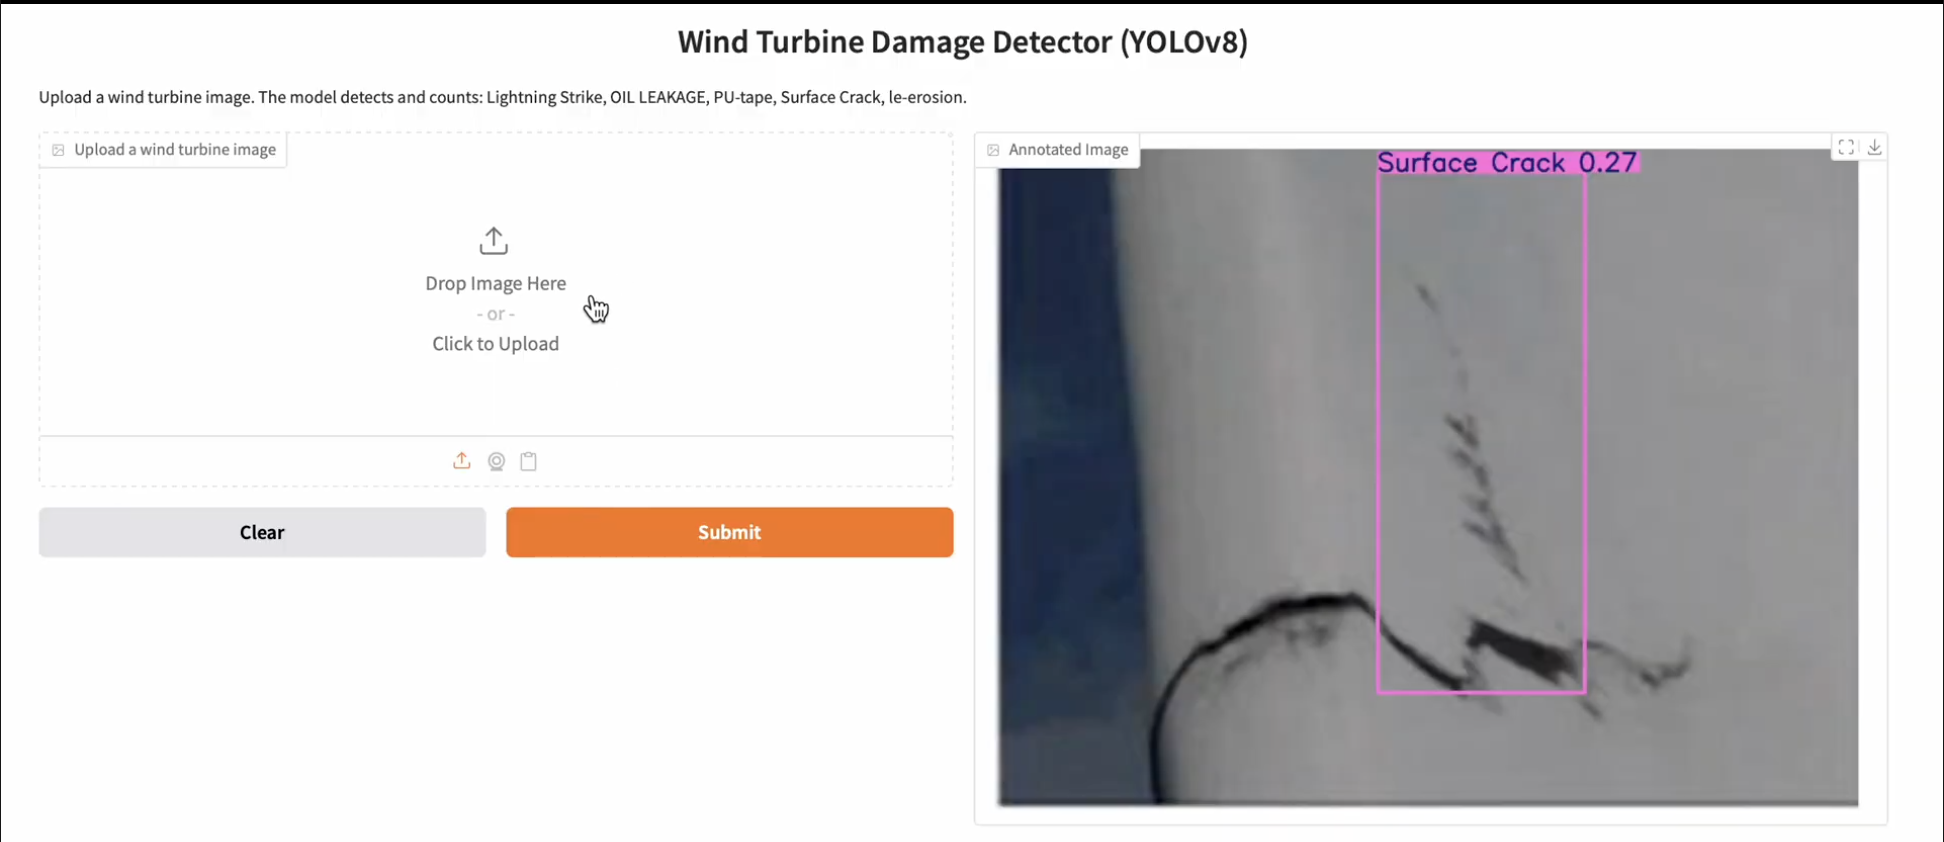 Wind Turbine Damage Detector (YOLOv8)
Upload a wind turbine image. The model detects and counts: Lightning Strike, OIL LEAKAGE, PU-tape, Surface Crack, le-erosion.
Upload a wind turbine image
Drop Image Here
- or -
Click to Upload
Clear
Submit
Annotated Image
Surface Crack 0.27